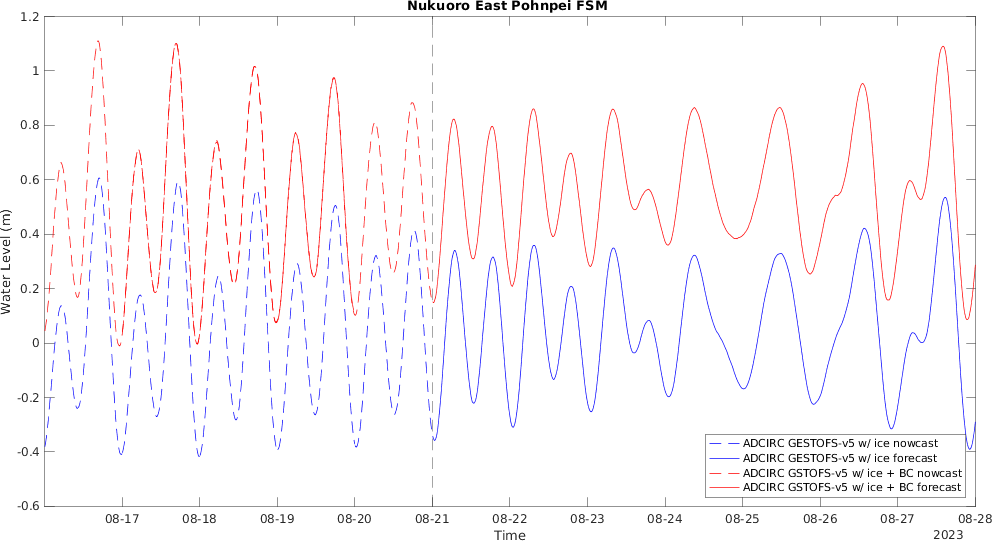 Nukuoro East Pohnpei FSM
1.2
1
0.8
0.6
0.4
0.2
0
-0.2
-0.4
-0.6
Water Level (m)
ADCIRC GESTOFS-v5 w/ ice nowcast
ADCIRC GESTOFS-v5 w/ ice forecast
ADCIRC GSTOFS-v5 w/ ice + BC nowcast
ADCIRC GSTOFS-v5 w/ ice + BC forecast
08-17 08-18 08-19 08-20 08-21 08-22 08-23 08-24 08-25 08-26 08-27 08-28
Time
2023